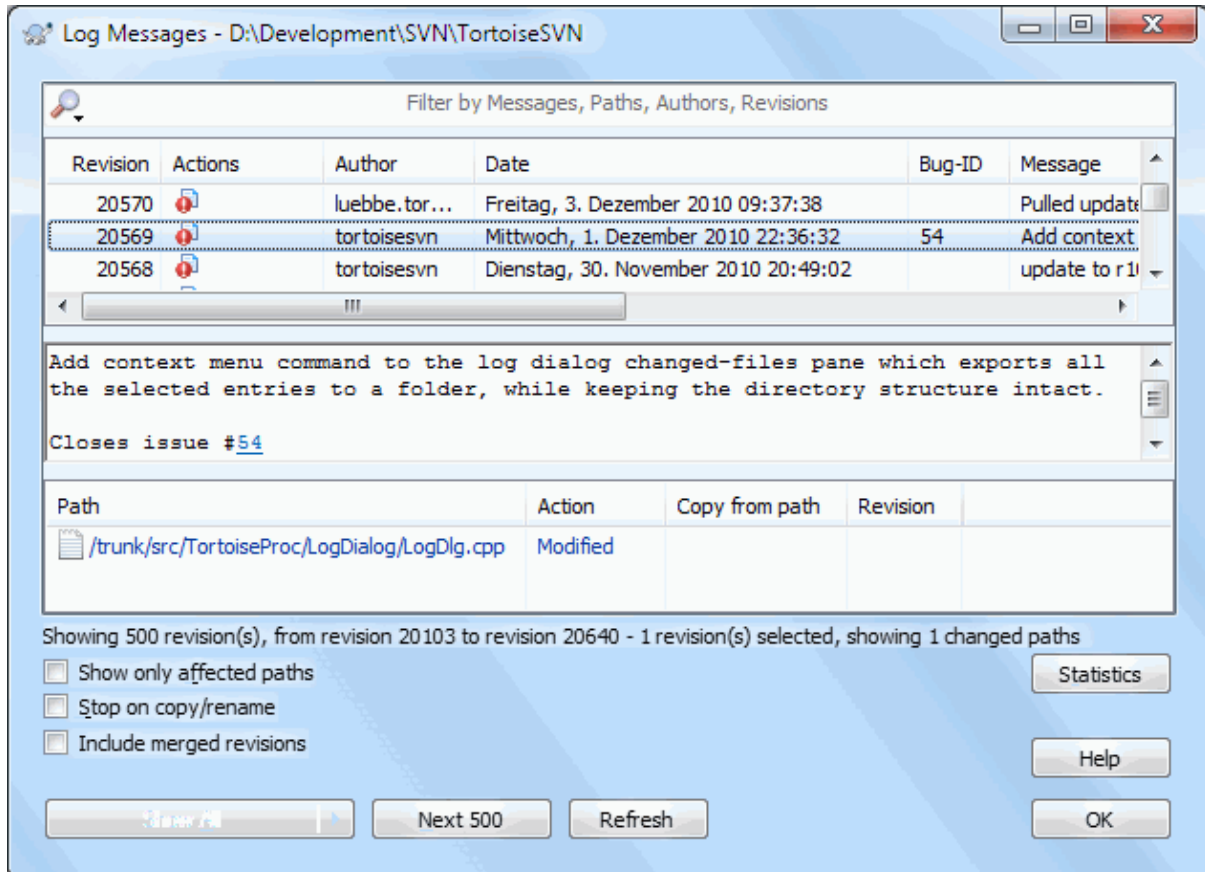 Log Messages - D:\Development\SVN\TortoiseSVN
Filter by Messages, Paths, Authors, Revisions
Revision Actions Author Date Bug-ID Message
20570 luebbe.tor... Freitag, 3. Dezember 2010 09:37:38 Pulled update
20569 tortoisesvn Mittwoch, 1. Dezember 2010 22:36:32 54 Add context
20568 tortoisesvn Dienstag, 30. November 2010 20:49:02 update to
Add context menu command to the log dialog changed-files pane which exports all
the selected entries to a folder, while keeping the directory structure intact.
Closes issue #54
Path Action Copy from path Revision
/trunk/src/TortoiseProc/LogDialog/LogDlg.cpp Modified
Showing 500 revision(s), from revision 20103 to revision 20640 - 1 revision(s) selected, showing 1 changed paths
Show only affected paths
Statistics
Stop on copy/rename
Include merged revisions
Help
Next 500 Refresh OK